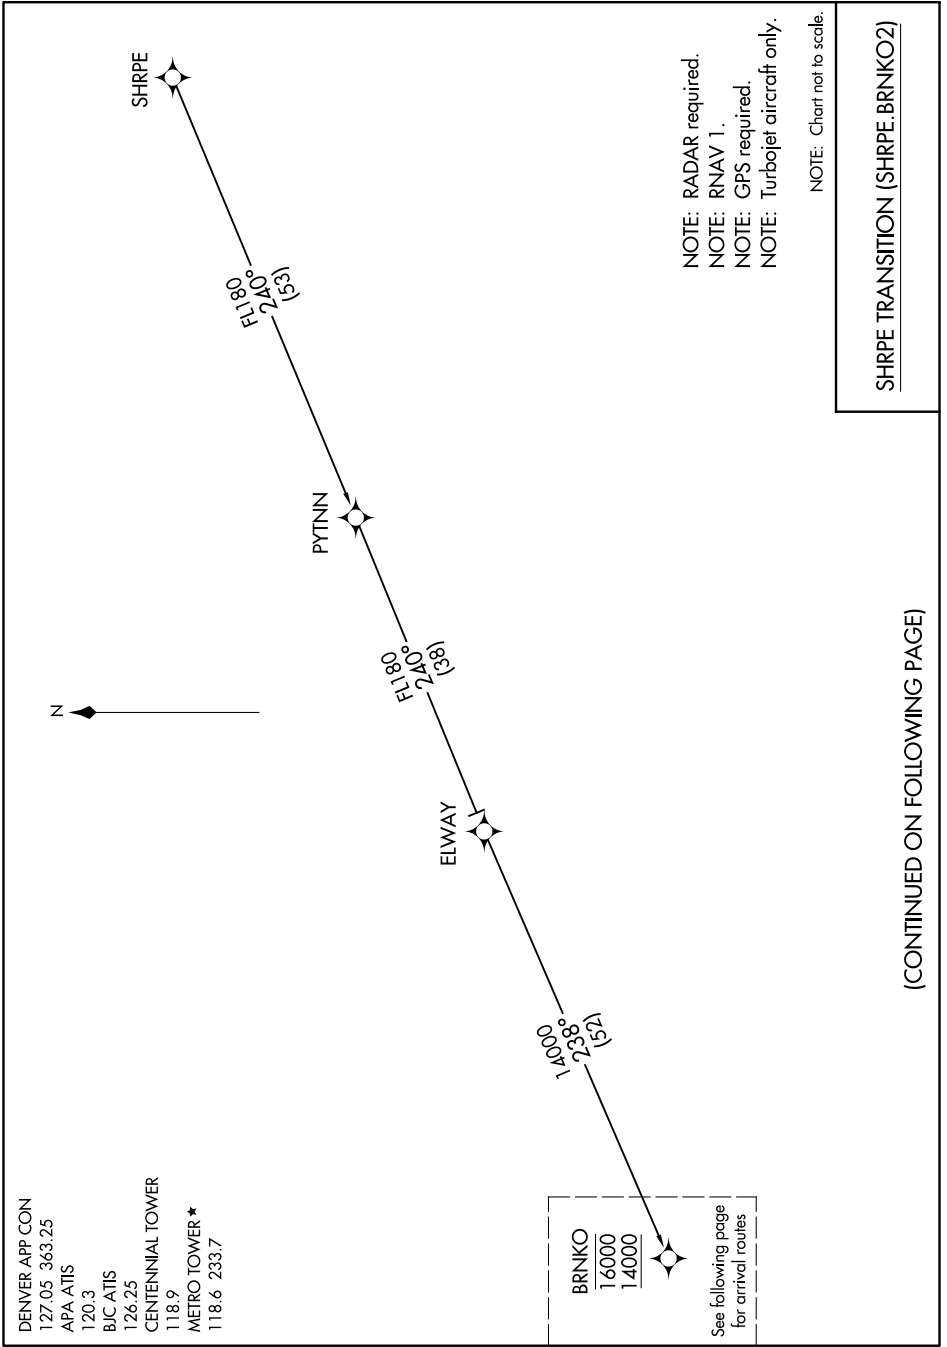 DENVER APP CON
127.05 363.25
APA ATIS
120.3
BJC ATIS
126.25
CENTENNIAL TOWER
118.9
METRO TOWER ★
118.6 233.7
N
SHRPE
FL180
240°
(53)
PYTNN
FL180
240°
(38)
ELWAY
14000
238°
(52)
BRNKO
16000
14000
See following page
for arrival routes
NOTE: RADAR required.
NOTE: RNAV 1.
NOTE: GPS required.
NOTE: Turbojet aircraft only.
NOTE: Chart not to scale.
SHRPE TRANSITION (SHRPE.BRNKO2)
(CONTINUED ON FOLLOWING PAGE)